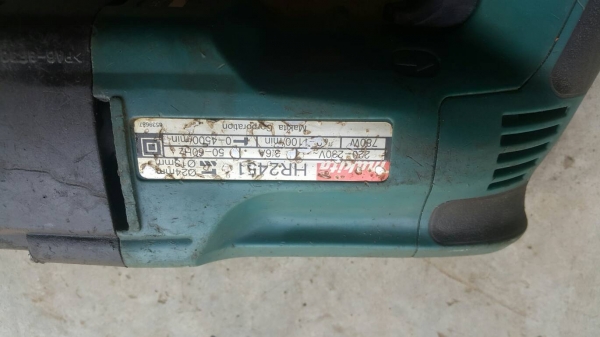 makita HR2451 ⌀24mm ⌀13mm
220-230V 3.6A 50-60Hz
780W 0-1100/min 0-4500/min
Makita Corporation